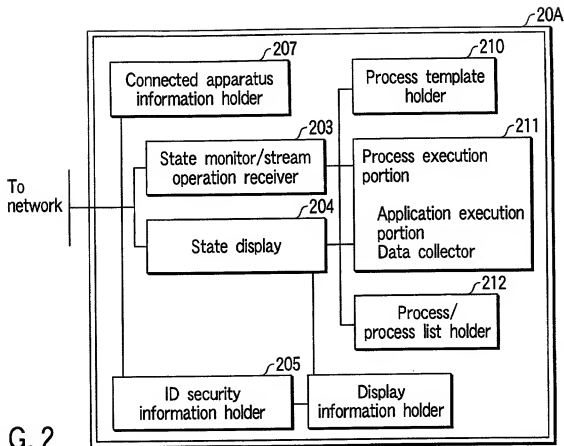 20A
207
Connected apparatus
information holder
210
Process template
holder
203
State monitor/stream
operation receiver
211
Process execution
portion
Application execution
portion
Data collector
To
network
204
State display
212
Process/
process list holder
205
ID security
information holder
Display
information holder
G. 2